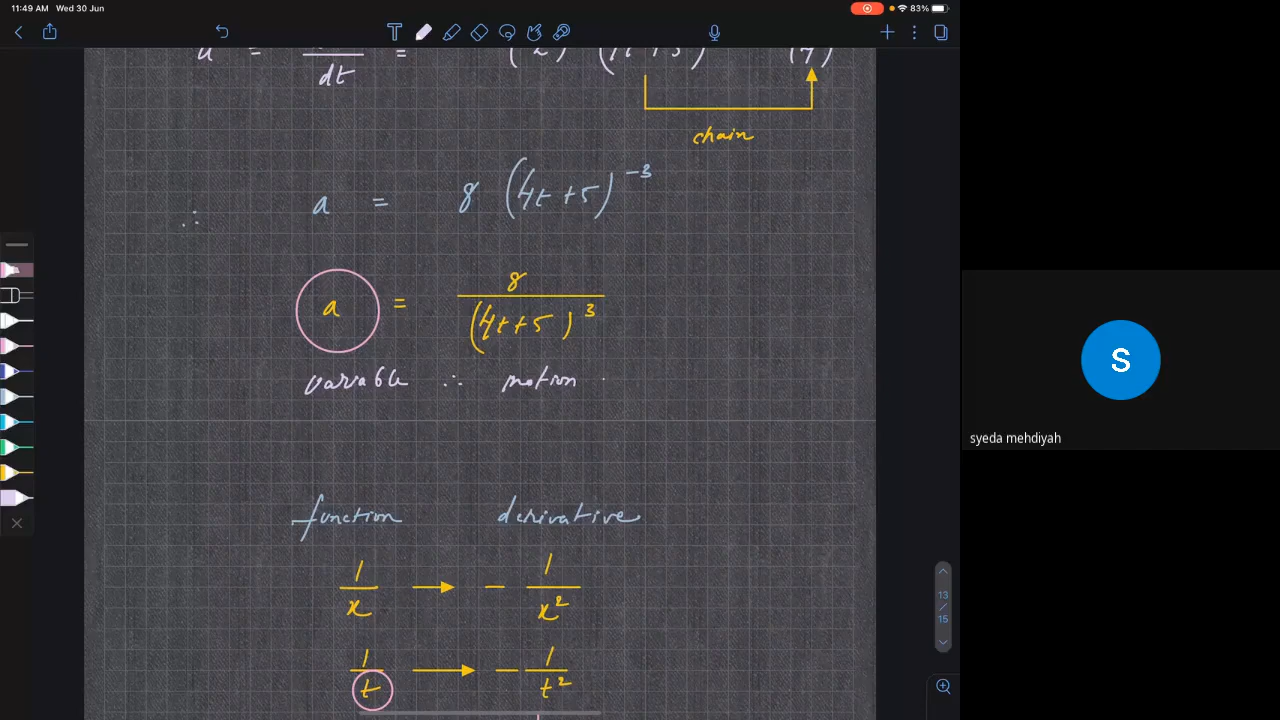 11:49 AM Wed 30 Jun
83%
T
a = =
dt
chain
∴ a = 8 (4t+5)⁻³
a = 8
(4t+5)³
variable ∴ motion
function derivative
1 → - 1
x x²
1 → - 1
t t²
13
/
15
S
syeda mehdiyah